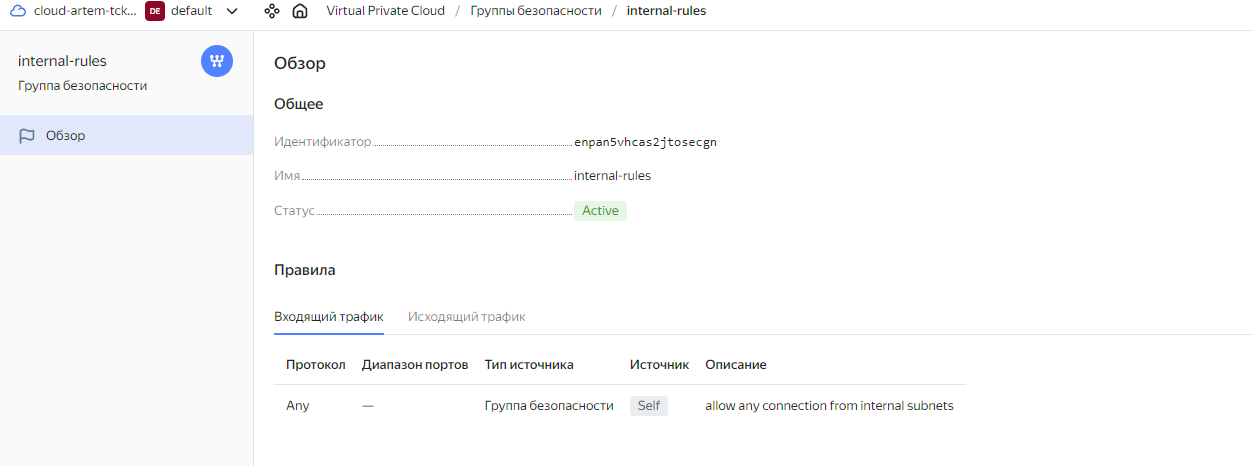 cloud-artem-tck... DE default Virtual Private Cloud / Группы безопасности / internal-rules
internal-rules
Группа безопасности
Обзор
Обзор
Общее
Идентификатор enpan5vhcas2jtosecgn
Имя internal-rules
Статус Active
Правила
Входящий трафик Исходящий трафик
Протокол Диапазон портов Тип источника Источник Описание
Any — Группа безопасности Self allow any connection from internal subnets